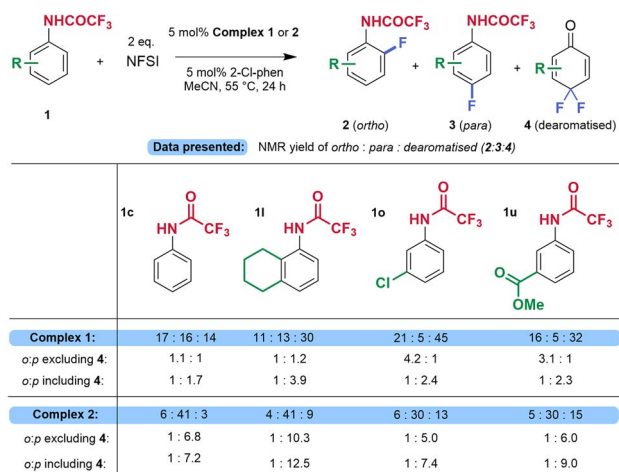 NHCOCF₃
R
1
+
2 eq.
NFSI
5 mol% Complex 1 or 2
5 mol% 2-Cl-phen
MeCN, 55 °C, 24 h
NHCOCF₃
F
R
2 (ortho)
+
NHCOCF₃
R
F
3 (para)
+
O
R
F F
4 (dearomatised)
Data presented: NMR yield of ortho : para : dearomatised (2:3:4)
1c
O
HN CF₃
1l
O
HN CF₃
1o
O
HN CF₃
Cl
1u
O
HN CF₃
O OMe
Complex 1: 17 : 16 : 14 11 : 13 : 30 21 : 5 : 45 16 : 5 : 32
o:p excluding 4: 1.1 : 1 1 : 1.2 4.2 : 1 3.1 : 1
o:p including 4: 1 : 1.7 1 : 3.9 1 : 2.4 1 : 2.3
Complex 2: 6 : 41 : 3 4 : 41 : 9 6 : 30 : 13 5 : 30 : 15
o:p excluding 4: 1 : 6.8 1 : 10.3 1 : 5.0 1 : 6.0
o:p including 4: 1 : 7.2 1 : 12.5 1 : 7.4 1 : 9.0